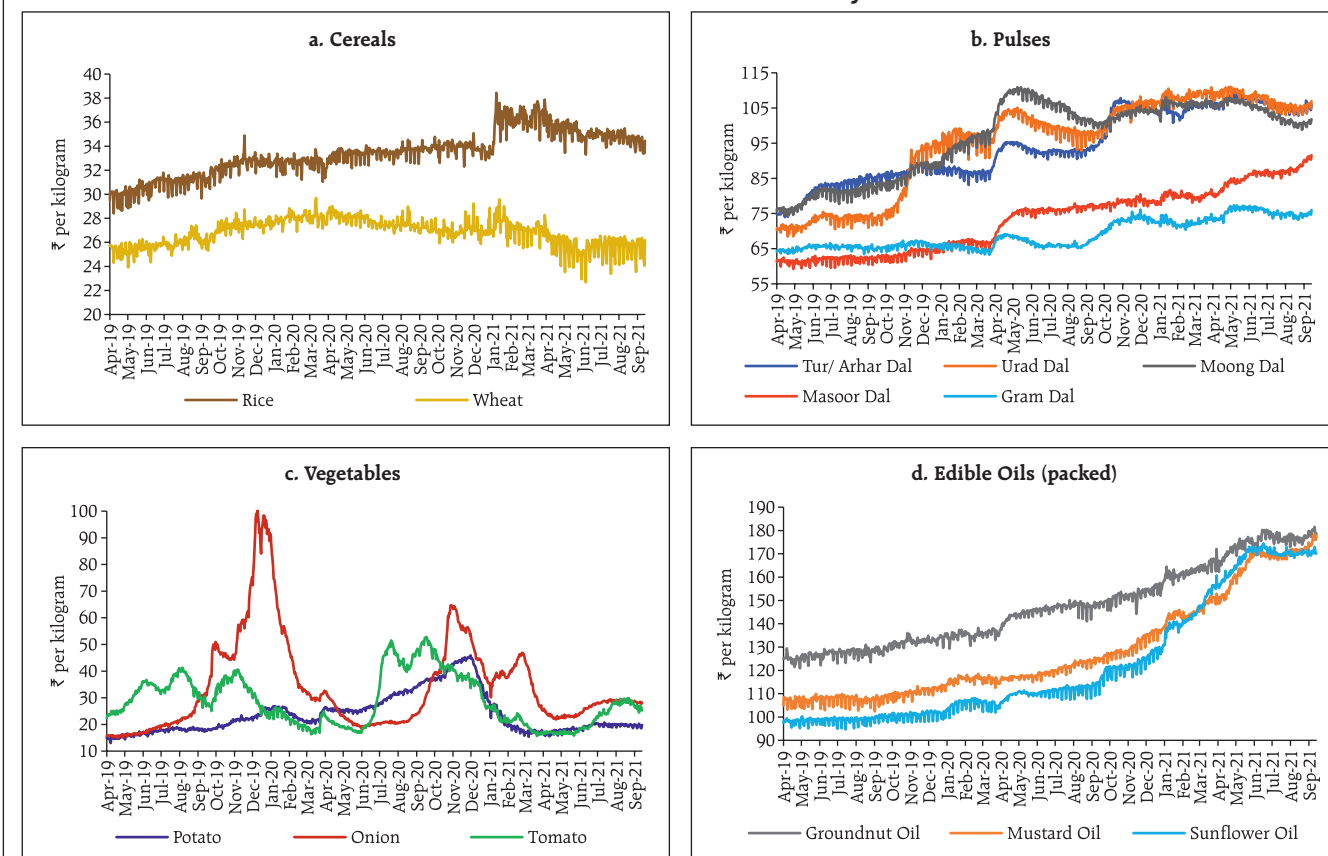 a. Cereals
₹ per kilogram
40
38
36
34
32
30
28
26
24
22
20
Apr-19 May-19 Jun-19 Jul-19 Aug-19 Sep-19 Oct-19 Nov-19 Dec-19 Jan-20 Feb-20 Mar-20 Apr-20 May-20 Jun-20 Jul-20 Aug-20 Sep-20 Oct-20 Nov-20 Dec-20 Jan-21 Feb-21 Mar-21 Apr-21 May-21 Jun-21 Jul-21 Aug-21 Sep-21
Rice Wheat
b. Pulses
₹ per kilogram
115
105
95
85
75
65
55
Apr-19 May-19 Jun-19 Jul-19 Aug-19 Sep-19 Oct-19 Nov-19 Dec-19 Jan-20 Feb-20 Mar-20 Apr-20 May-20 Jun-20 Jul-20 Aug-20 Sep-20 Oct-20 Nov-20 Dec-20 Jan-21 Feb-21 Mar-21 Apr-21 May-21 Jun-21 Jul-21 Aug-21 Sep-21
Tur/ Arhar Dal Urad Dal Moong Dal
Masoor Dal Gram Dal
c. Vegetables
₹ per kilogram
100
90
80
70
60
50
40
30
20
10
Apr-19 May-19 Jun-19 Jul-19 Aug-19 Sep-19 Oct-19 Nov-19 Dec-19 Jan-20 Feb-20 Mar-20 Apr-20 May-20 Jun-20 Jul-20 Aug-20 Sep-20 Oct-20 Nov-20 Dec-20 Jan-21 Feb-21 Mar-21 Apr-21 May-21 Jun-21 Jul-21 Aug-21 Sep-21
Potato Onion Tomato
d. Edible Oils (packed)
₹ per kilogram
190
180
170
160
150
140
130
120
110
100
90
Apr-19 May-19 Jun-19 Jul-19 Aug-19 Sep-19 Oct-19 Nov-19 Dec-19 Jan-20 Feb-20 Mar-20 Apr-20 May-20 Jun-20 Jul-20 Aug-20 Sep-20 Oct-20 Nov-20 Dec-20 Jan-21 Feb-21 Mar-21 Apr-21 May-21 Jun-21 Jul-21 Aug-21 Sep-21
Groundnut Oil Mustard Oil Sunflower Oil